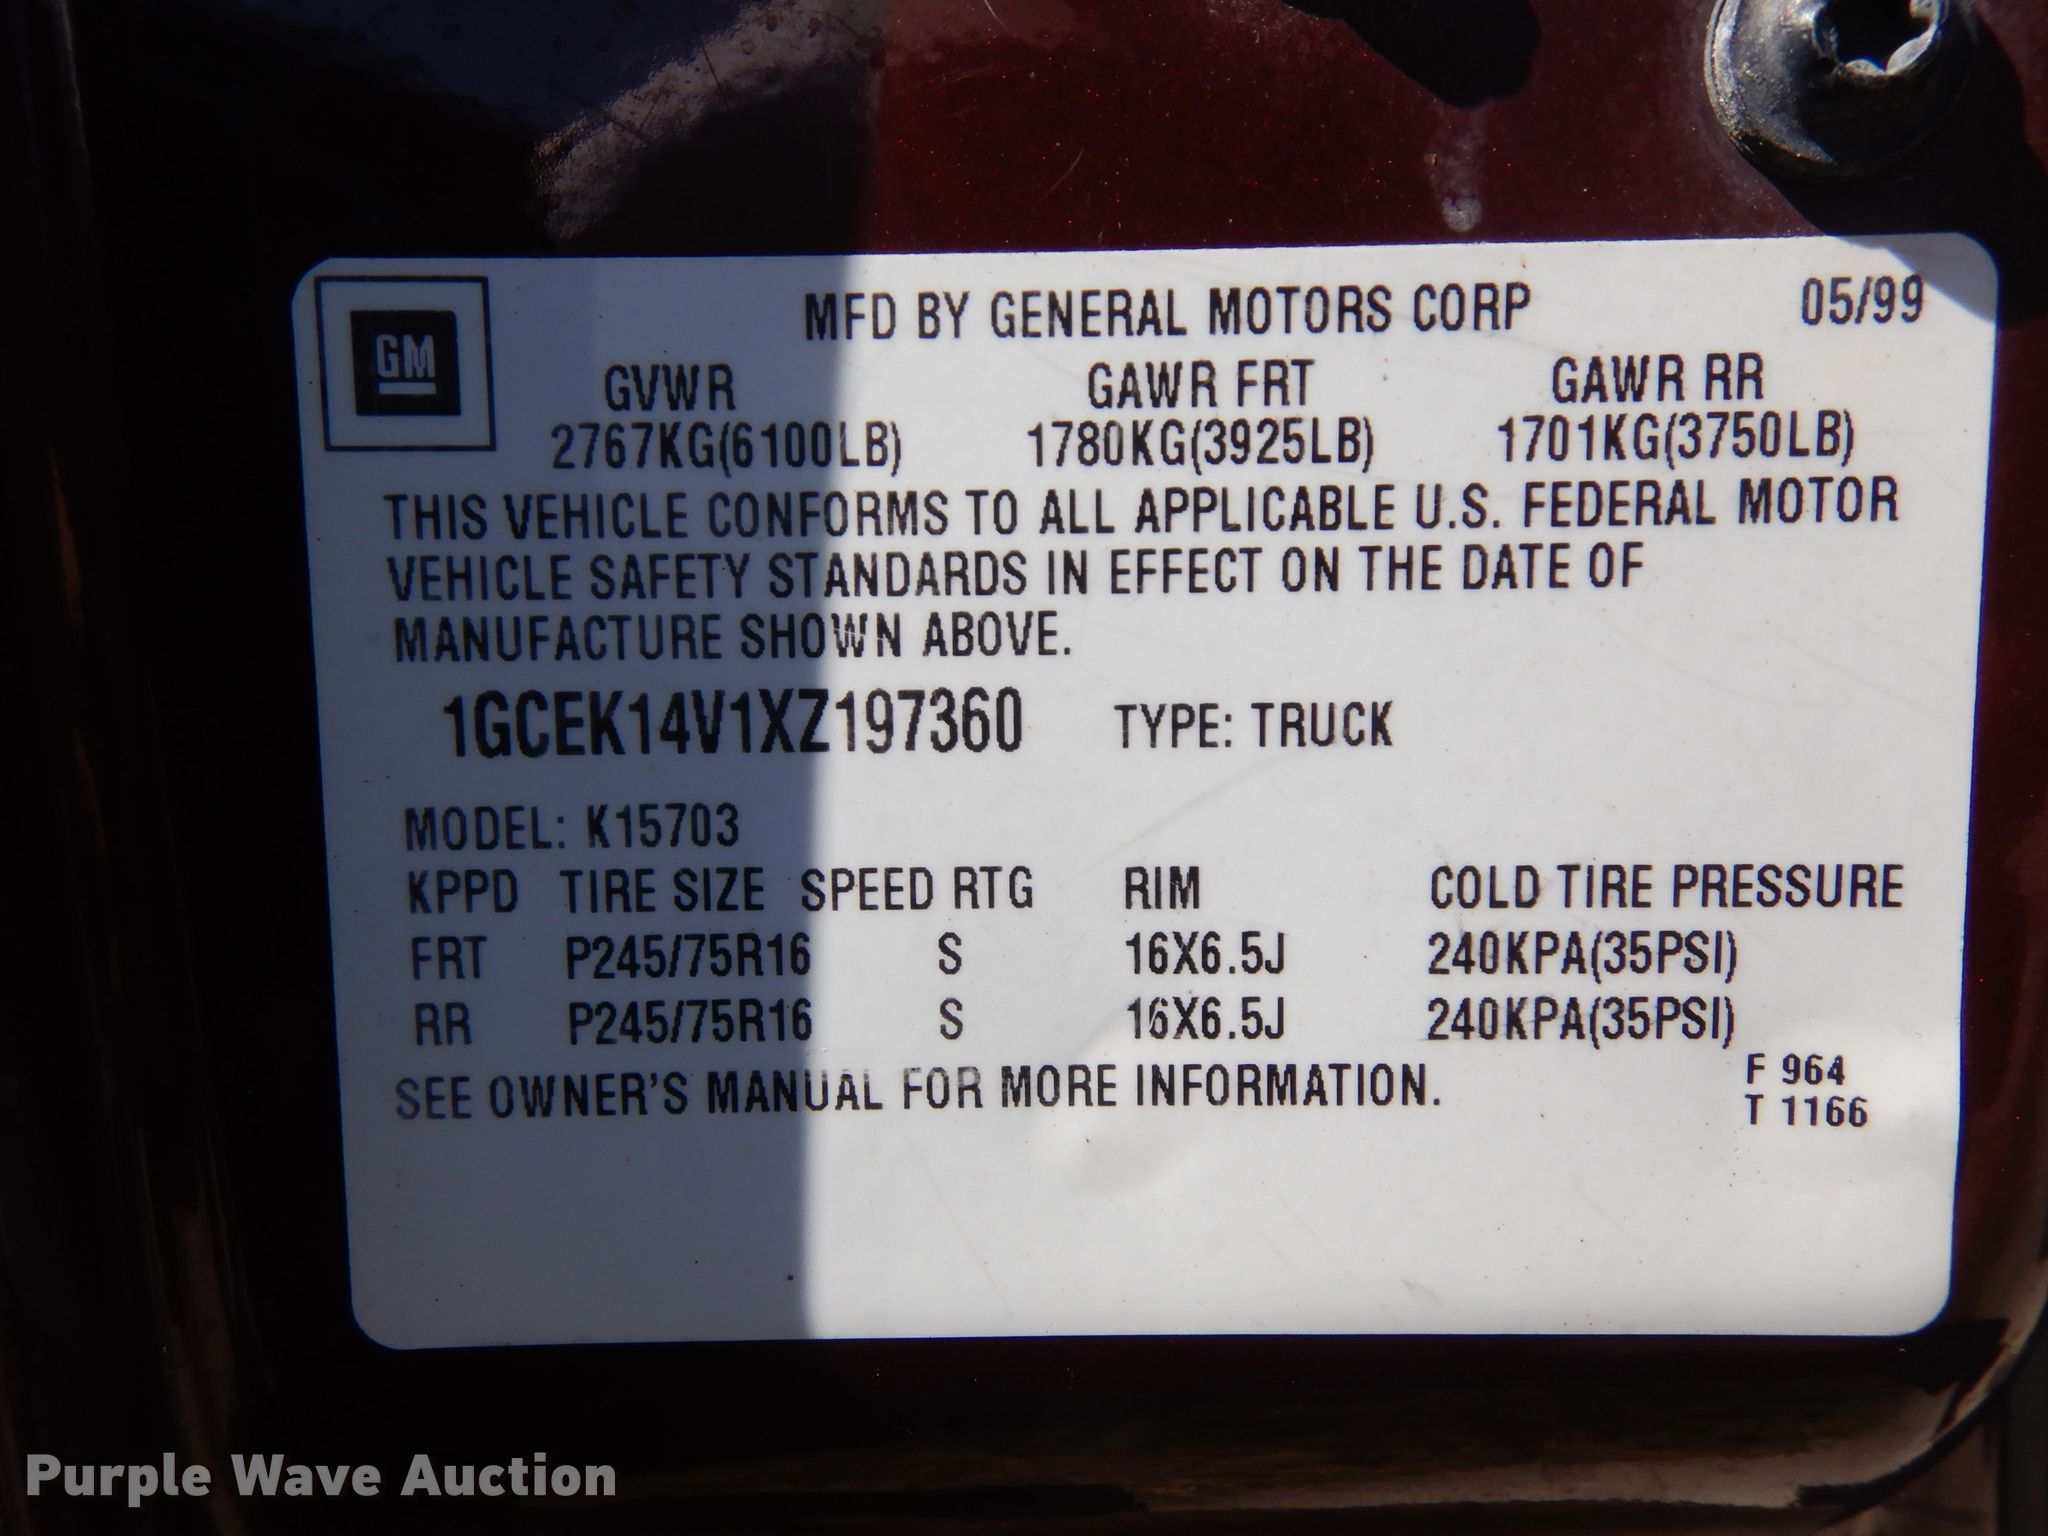 GM
MFD BY GENERAL MOTORS CORP 05/99
GVWR GAWR FRT GAWR RR
2767KG(6100LB) 1780KG(3925LB) 1701KG(3750LB)
THIS VEHICLE CONFORMS TO ALL APPLICABLE U.S. FEDERAL MOTOR
VEHICLE SAFETY STANDARDS IN EFFECT ON THE DATE OF
MANUFACTURE SHOWN ABOVE.
1GCEK14V1XZ197360 TYPE: TRUCK
MODEL: K15703
KPPD TIRE SIZE SPEED RTG RIM COLD TIRE PRESSURE
FRT P245/75R16 S 16X6.5J 240KPA(35PSI)
RR P245/75R16 S 16X6.5J 240KPA(35PSI)
SEE OWNER'S MANUAL FOR MORE INFORMATION.
F 964
T 1166
Purple Wave Auction